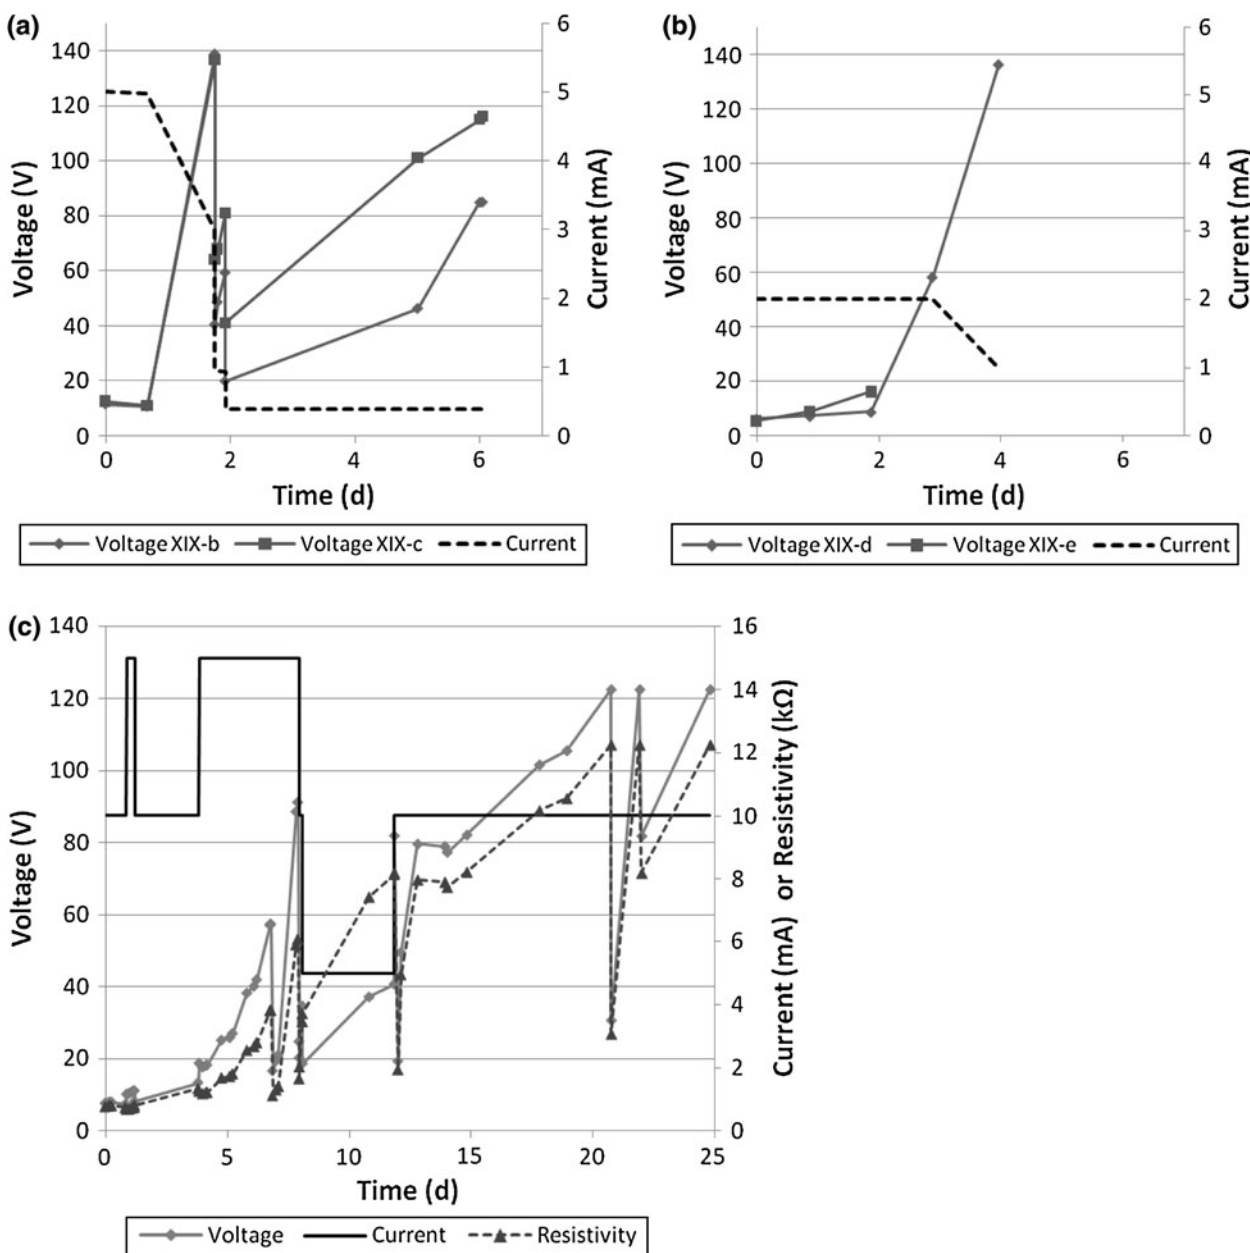 (a)
6
5
4
3
2
1
0
140
120
100
80
60
40
20
0
Voltage (V)
Current (mA)
0 2 4 6
Time (d)
Voltage XIX-b Voltage XIX-c Current
(b)
6
5
4
3
2
1
0
140
120
100
80
60
40
20
0
Voltage (V)
Current (mA)
0 2 4 6
Time (d)
Voltage XIX-d Voltage XIX-e Current
(c)
140
120
100
80
60
40
20
0
Voltage (V)
16
14
12
10
8
6
4
2
0
Current (mA) or Resistivity (kΩ)
0 5 10 15 20 25
Time (d)
Voltage Current Resistivity